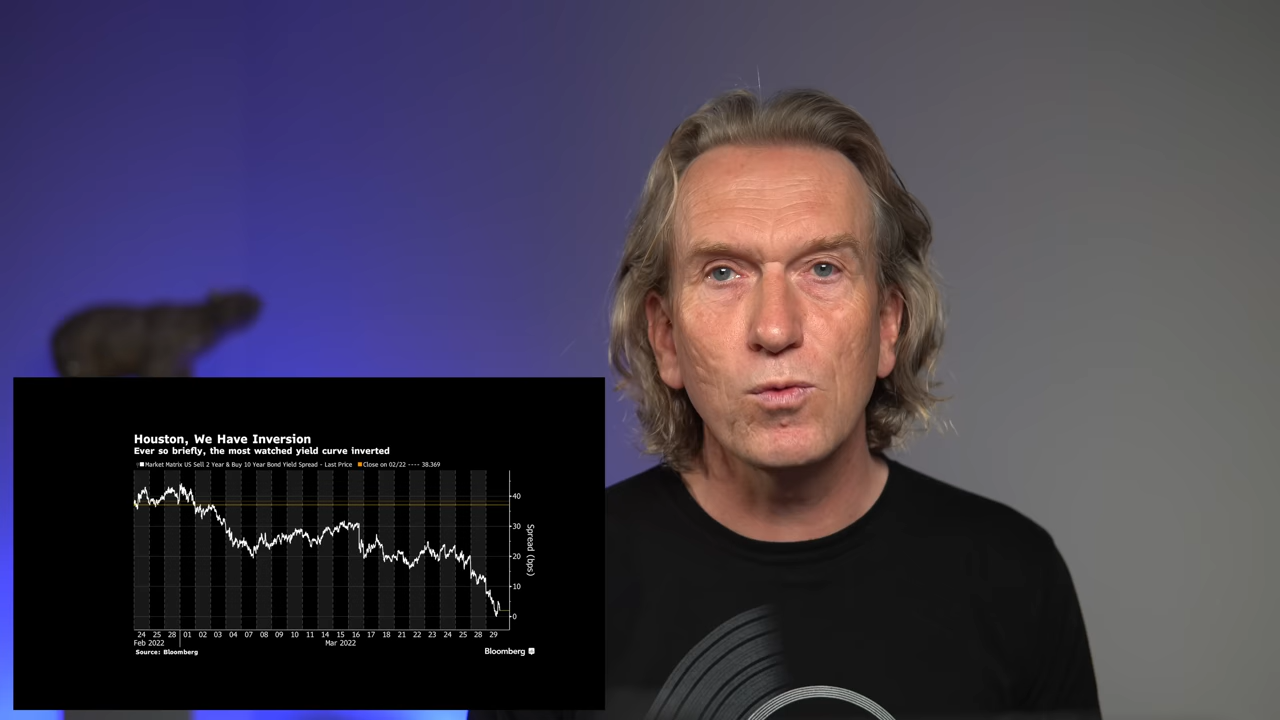 Houston, We Have Inversion
Ever so briefly, the most watched yield curve inverted
Market Matrix US Sell 2 Year & Buy 10 Year Bond Yield Spread - Last Price Close on 02/22 ---- 38.369
40
30
20
10
0
Spread (bps)
24 25 28 01 02 03 04 07 08 09 10 11 14 15 16 17 18 21 22 23 24 25 28 29
Feb 2022 Mar 2022
Source: Bloomberg
Bloomberg